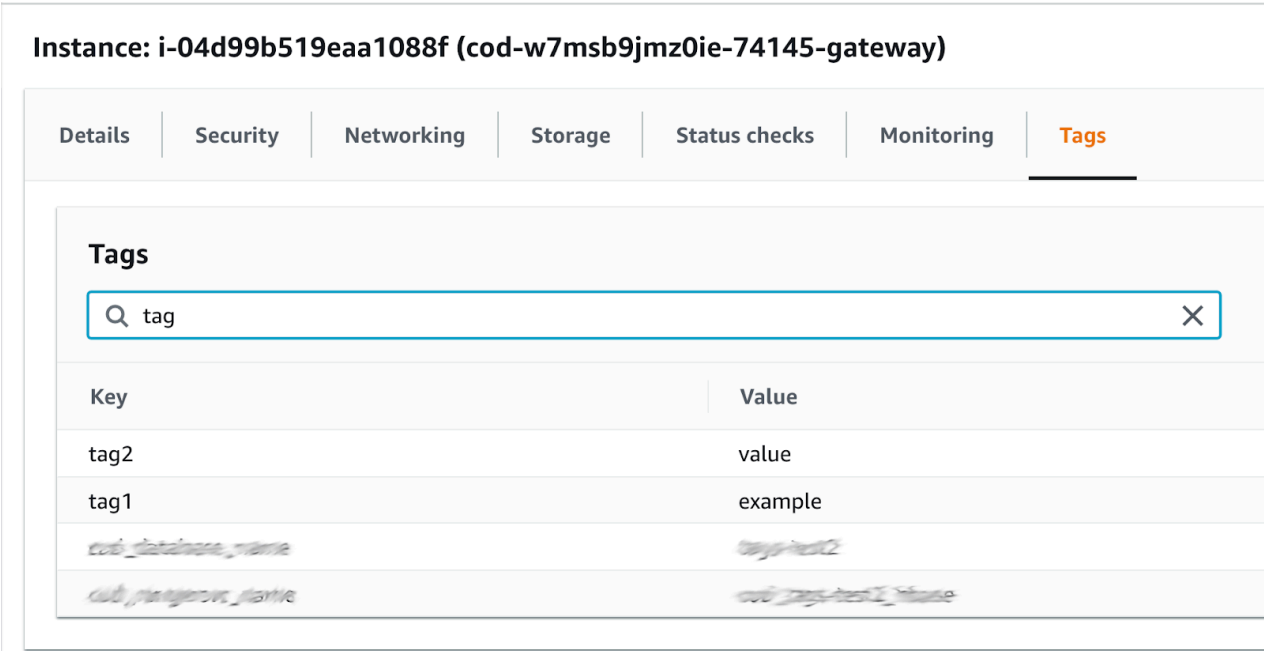 Instance: i-04d99b519eaa1088f (cod-w7msb9jmz0ie-74145-gateway)
Details Security Networking Storage Status checks Monitoring Tags
Tags
tag
Key Value
tag2 value
tag1 example